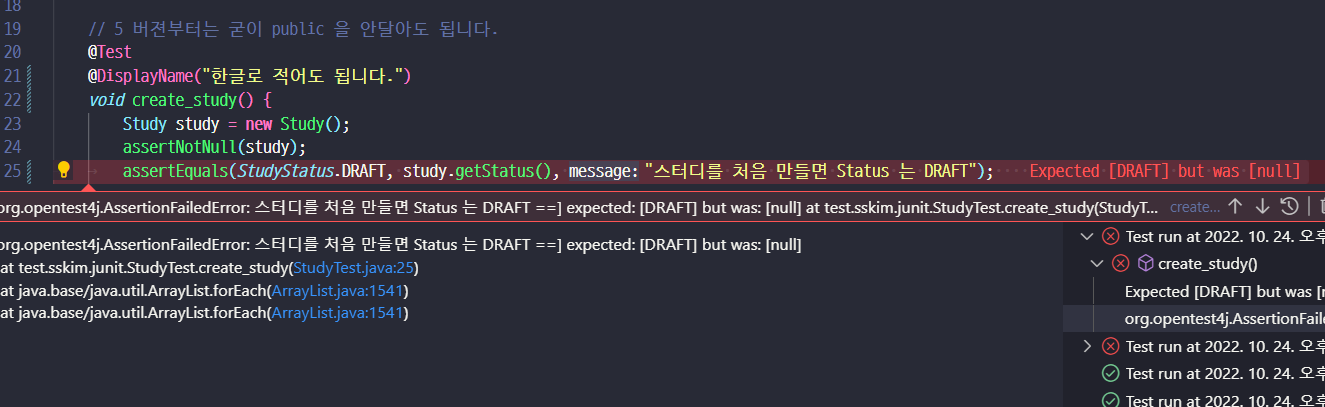 18
19 // 5 버젼부터는 굳이 public 을 안달아도 됩니다.
20 @Test
21 @DisplayName("한글로 적어도 됩니다.")
22 void create_study() {
23 Study study = new Study();
24 assertNotNull(study);
25 assertEquals(StudyStatus.DRAFT, study.getStatus(), message: "스터디를 처음 만들면 Status 는 DRAFT"); Expected [DRAFT] but was [null]
org.opentest4j.AssertionFailedError: 스터디를 처음 만들면 Status 는 DRAFT ==] expected: [DRAFT] but was: [null] at test.sskim.junit.StudyTest.create_study(StudyT... create...
org.opentest4j.AssertionFailedError: 스터디를 처음 만들면 Status 는 DRAFT ==] expected: [DRAFT] but was: [null]
at test.sskim.junit.StudyTest.create_study(StudyTest.java:25)
at java.base/java.util.ArrayList.forEach(ArrayList.java:1541)
at java.base/java.util.ArrayList.forEach(ArrayList.java:1541)
Test run at 2022. 10. 24. 오후
create_study()
Expected [DRAFT] but was [n
org.opentest4j.AssertionFaile
Test run at 2022. 10. 24. 오후
Test run at 2022. 10. 24. 오후
Test run at 2022. 10. 24. 오후